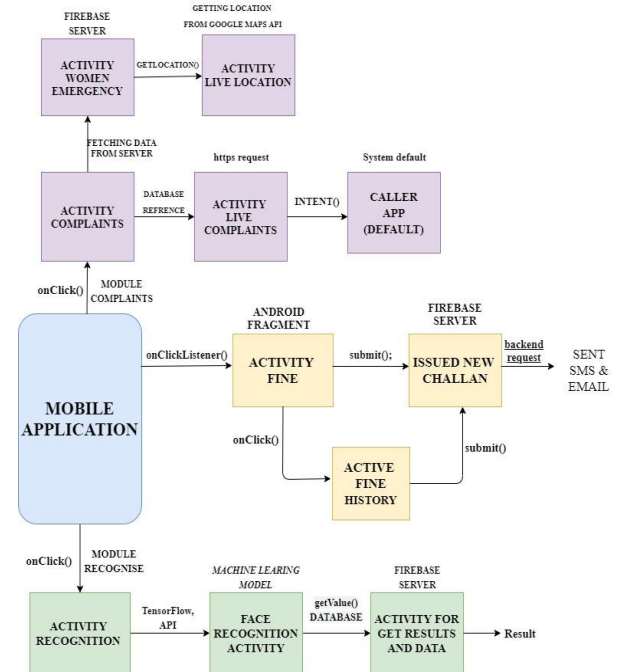 FIREBASE
SERVER
GETTING LOCATION
FROM GOOGLE MAPS API
ACTIVITY
WOMEN
EMERGENCY
GETLOCATION()
ACTIVITY
LIVE LOCATION
FETCHING DATA
FROM SERVER
https request
System default
ACTIVITY
COMPLAINTS
DATABASE
REFRENCE
ACTIVITY
LIVE
COMPLAINTS
INTENT()
CALLER
APP
(DEFAULT)
onClick()
MODULE
COMPLAINTS
MOBILE
APPLICATION
onClickListener()
ANDROID
FRAGMENT
ACTIVITY
FINE
submit();
FIREBASE
SERVER
ISSUED NEW
CHALLAN
backend
request
SENT
SMS &
EMAIL
onClick()
ACTIVE
FINE
HISTORY
submit()
onClick()
MODULE
RECOGNISE
ACTIVITY
RECOGNITION
TensorFlow,
API
MACHINE LEARING
MODEL
FACE
RECOGNITION
ACTIVITY
getValue()
DATABASE
FIREBASE
SERVER
ACTIVITY FOR
GET RESULTS
AND DATA
Result